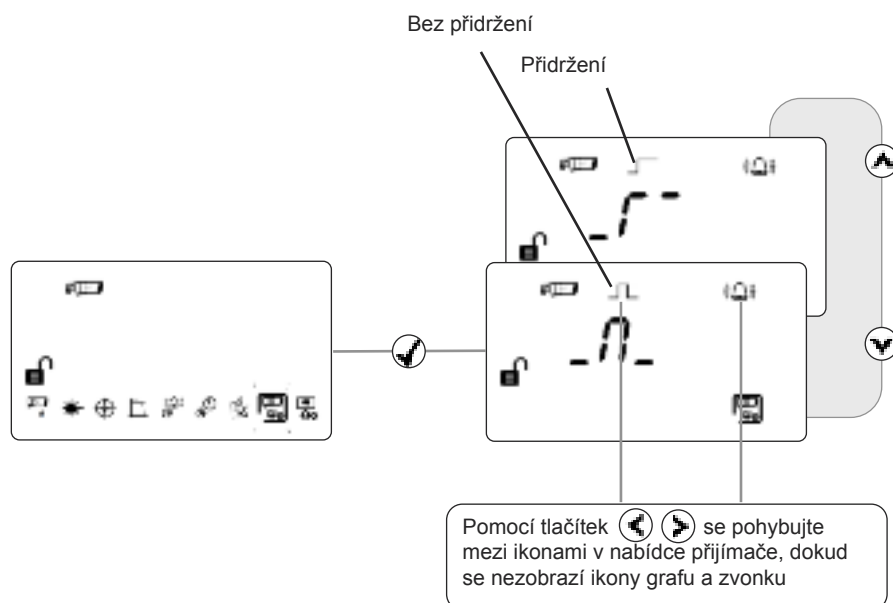 Bez přidržení
Přidržení
Pomocí tlačítek se pohybujte
mezi ikonami v nabídce přijímače, dokud
se nezobrazí ikony grafu a zvonku